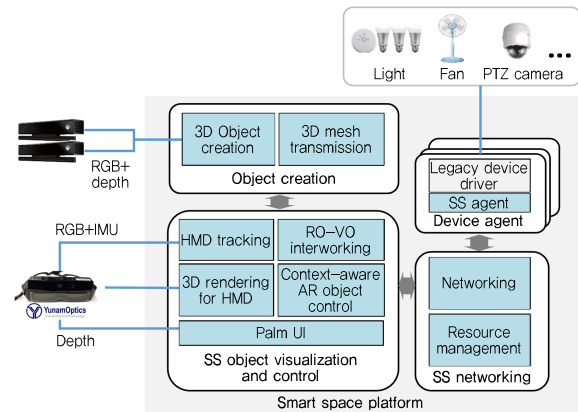 Light
Fan
PTZ camera
...
RGB+
depth
3D Object
creation
3D mesh
transmission
Object creation
Legacy device
driver
SS agent
Device agent
RGB+IMU
YunamOptics
Depth
HMD tracking
RO-VO
interworking
3D rendering
for HMD
Context-aware
AR object
control
Palm UI
SS object visualization
and control
Networking
Resource
management
SS networking
Smart space platform